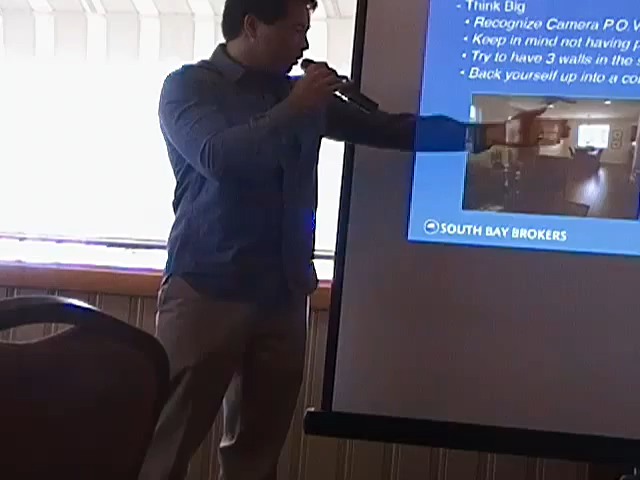 - Think Big
• Recognize Camera P.O.V
• Keep in mind not having
• Try to have 3 walls in the
• Back yourself up into a
SOUTH BAY BROKERS